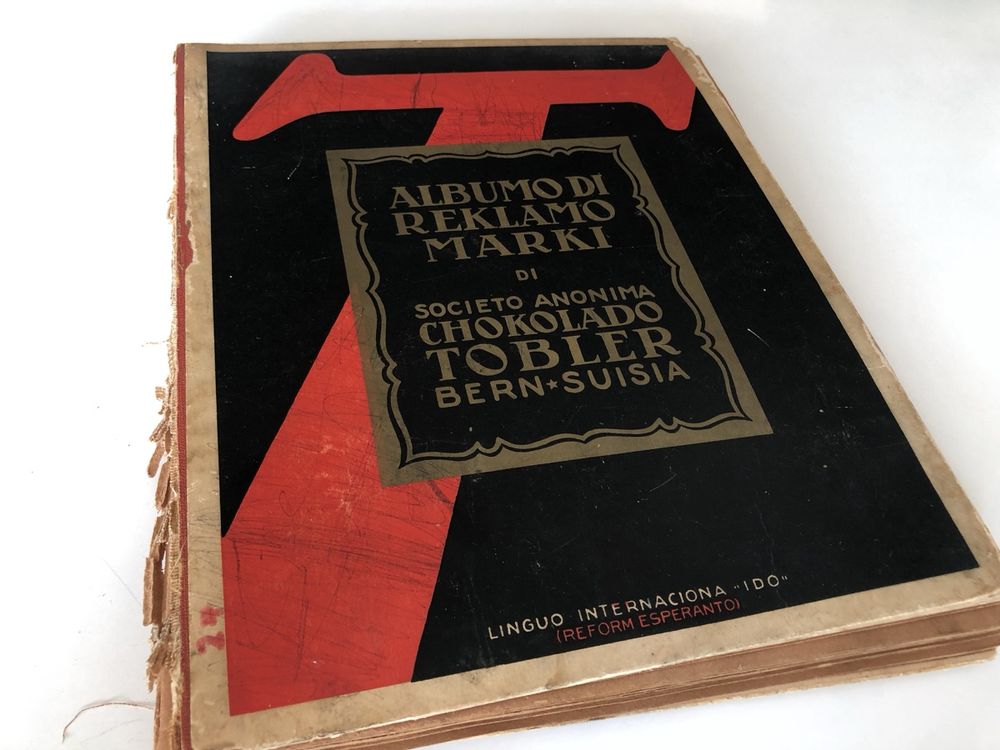 T
ALBUMO DI
REKLAMO
MARKI
DI
SOCIETO ANONIMA
CHOKOLADO
TOBLER
BERN ★ SUISIA
LINGUO INTERNACIONA "IDO"
(REFORM ESPERANTO)